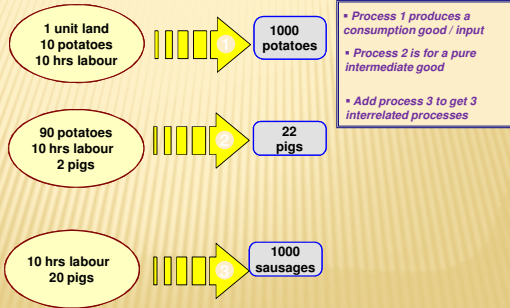 1 unit land
10 potatoes
10 hrs labour
1
1000
potatoes
▪ Process 1 produces a
consumption good / input
▪ Process 2 is for a pure
intermediate good
▪ Add process 3 to get 3
interrelated processes
90 potatoes
10 hrs labour
2 pigs
2
22
pigs
10 hrs labour
20 pigs
3
1000
sausages